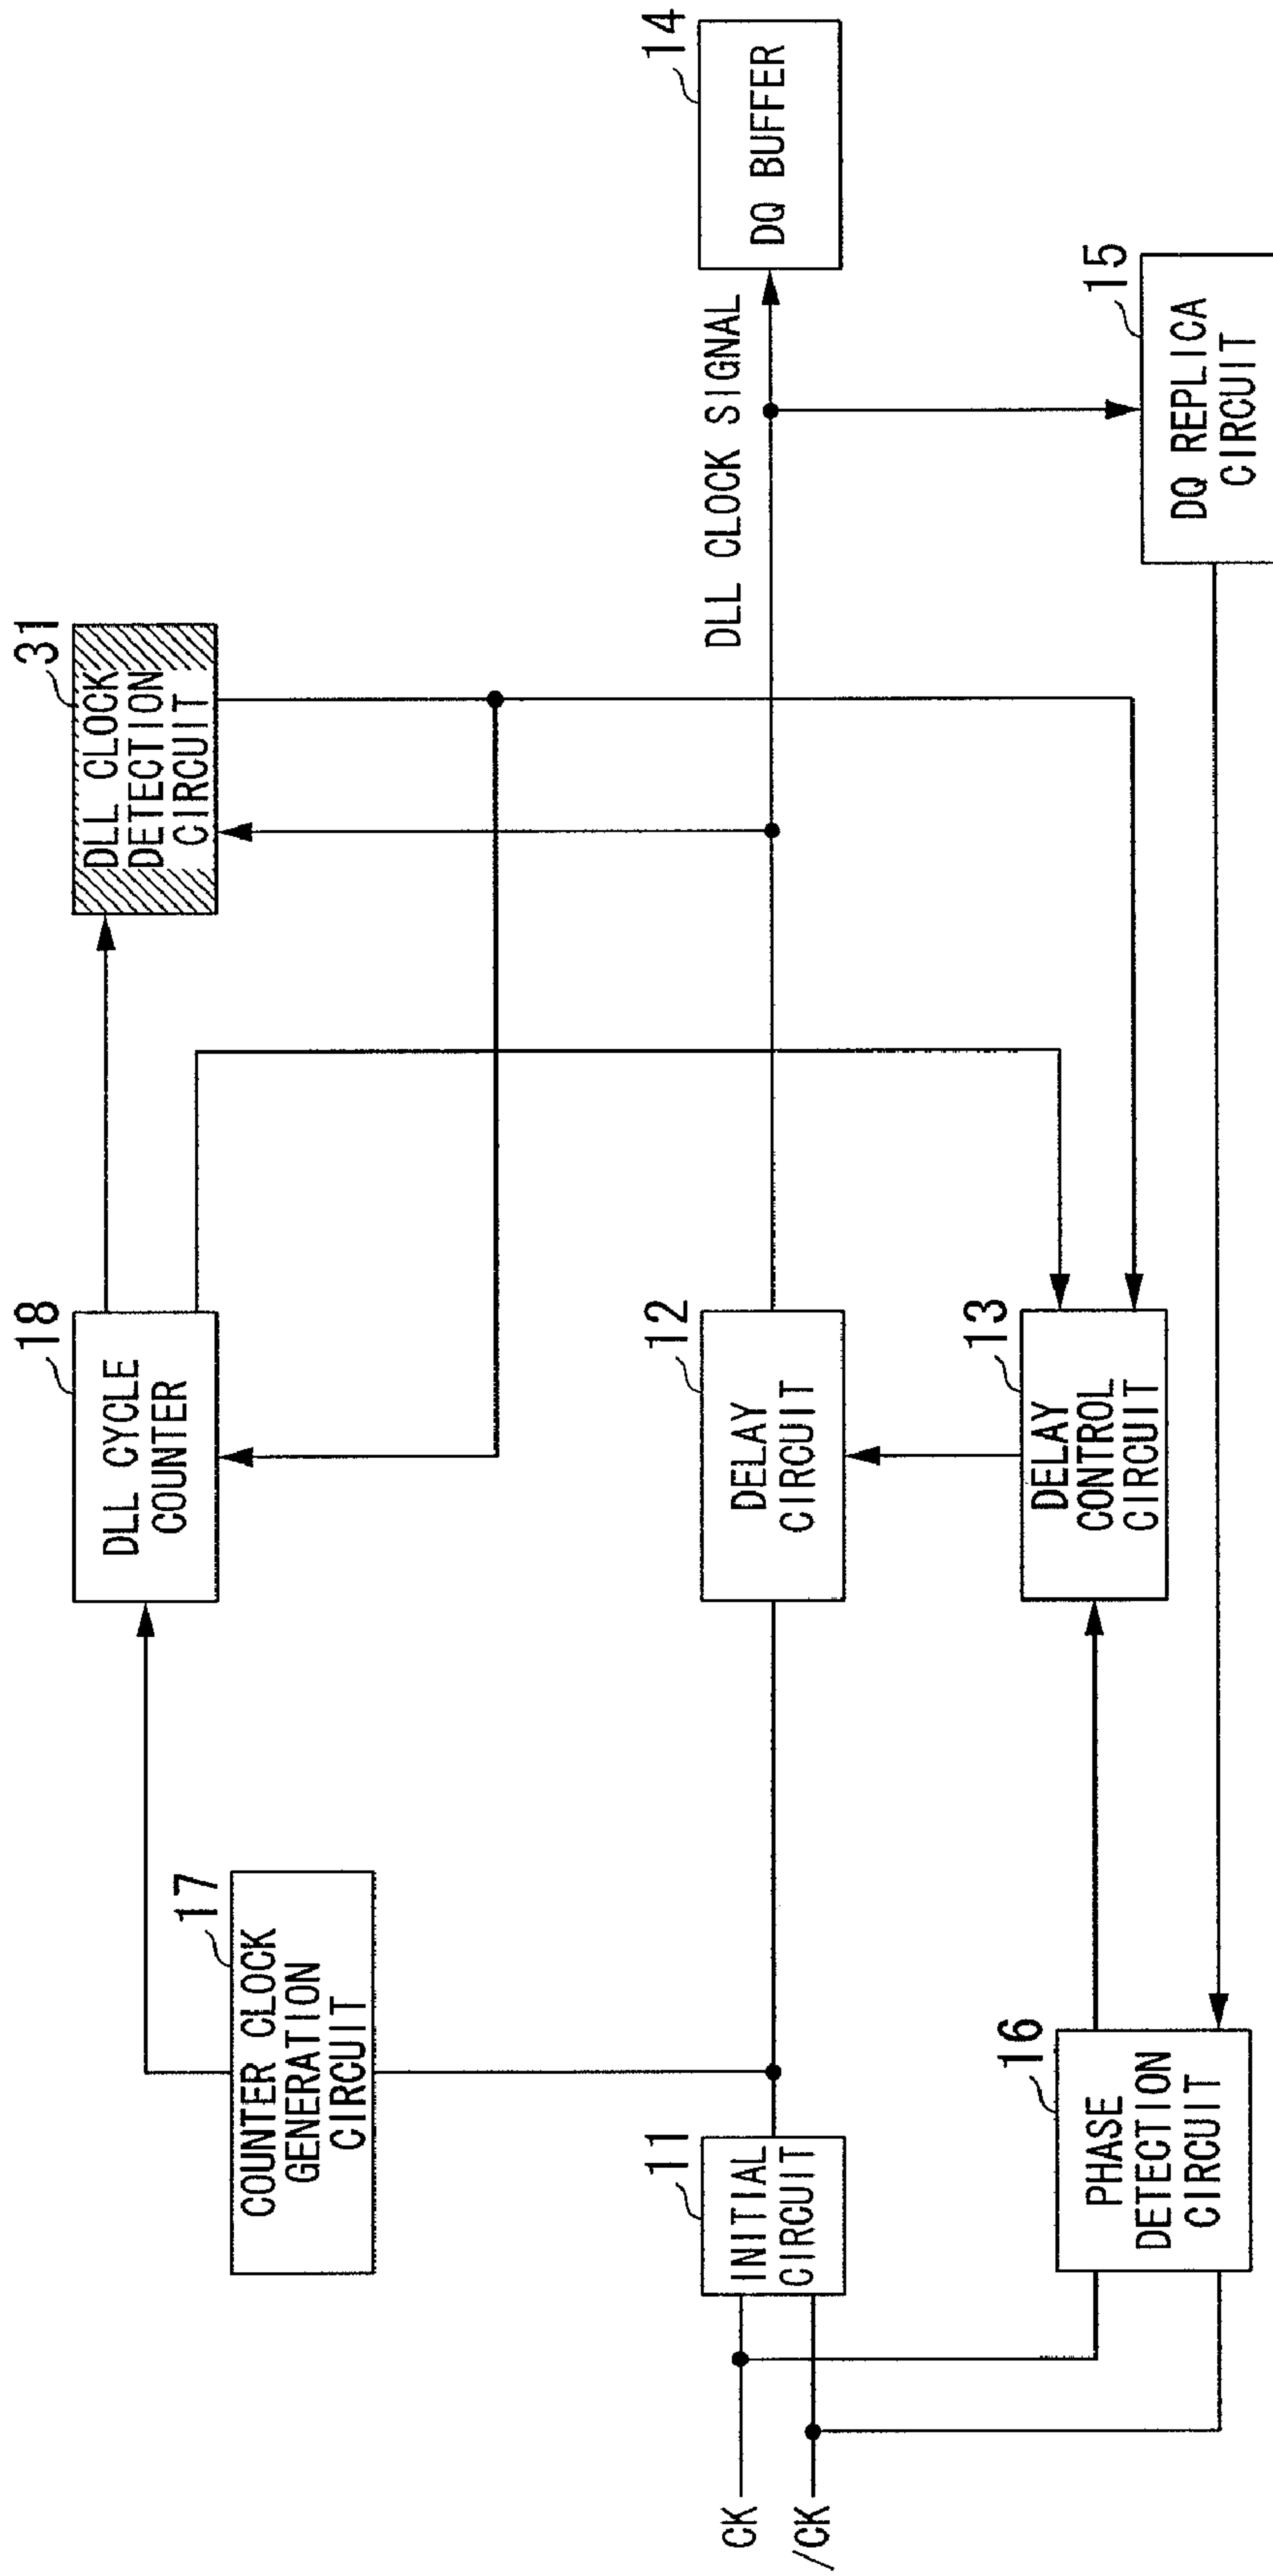 17
COUNTER CLOCK
GENERATION
CIRCUIT
18
DLL CYCLE
COUNTER
31
DLL CLOCK
DETECTION
CIRCUIT
CK
/CK
11
INITIAL
CIRCUIT
12
DELAY
CIRCUIT
DLL CLOCK SIGNAL
14
DQ BUFFER
16
PHASE
DETECTION
CIRCUIT
13
DELAY
CONTROL
CIRCUIT
15
DQ REPLICA
CIRCUIT